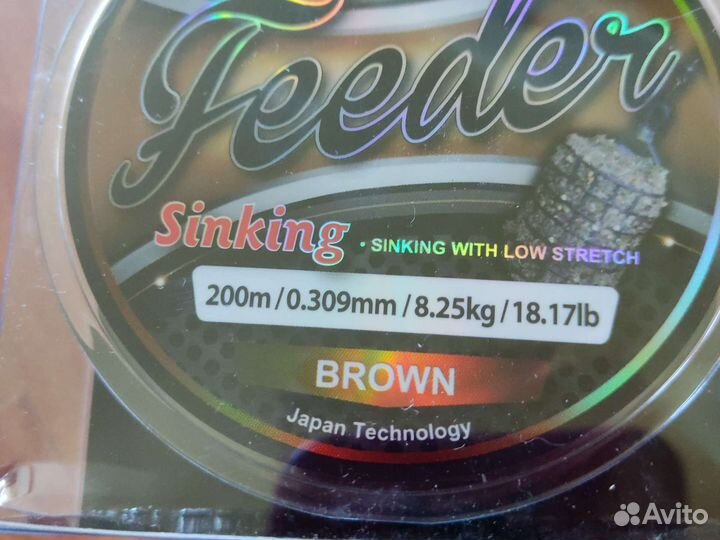 Feeder
Sinking
• SINKING WITH LOW STRETCH
200m/0.309mm/8.25kg/18.17lb
BROWN
Japan Technology
Avito